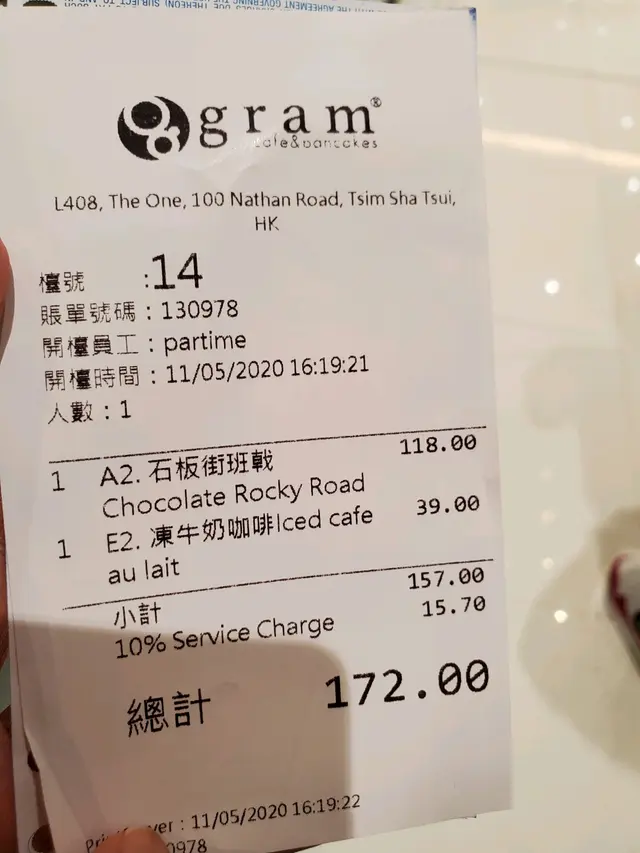 gram®
cafe&pancakes
L408, The One, 100 Nathan Road, Tsim Sha Tsui,
HK
檯號 :14
賬單號碼 : 130978
開檯員工 : partime
開檯時間 : 11/05/2020 16:19:21
人數 : 1
1 A2. 石板街班戟 118.00
Chocolate Rocky Road
1 E2. 凍牛奶咖啡Iced cafe 39.00
au lait
157.00
小計 15.70
10% Service Charge
總計 172.00
: 11/05/2020 16:19:22
0978